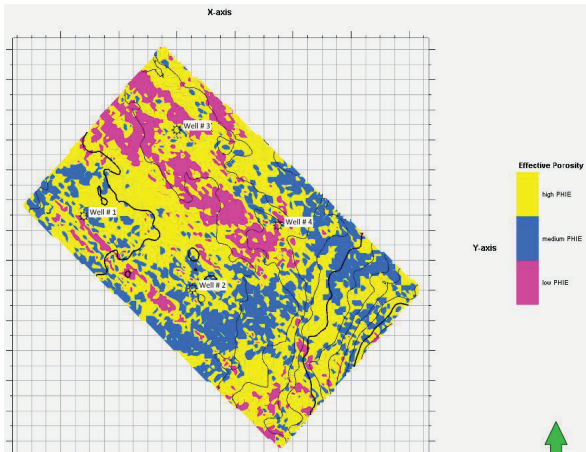 X-axis
Well # 3
Well # 1
Well # 4
Well # 2
Y-axis
Effective Porosity
high PHIE
medium PHIE
low PHIE